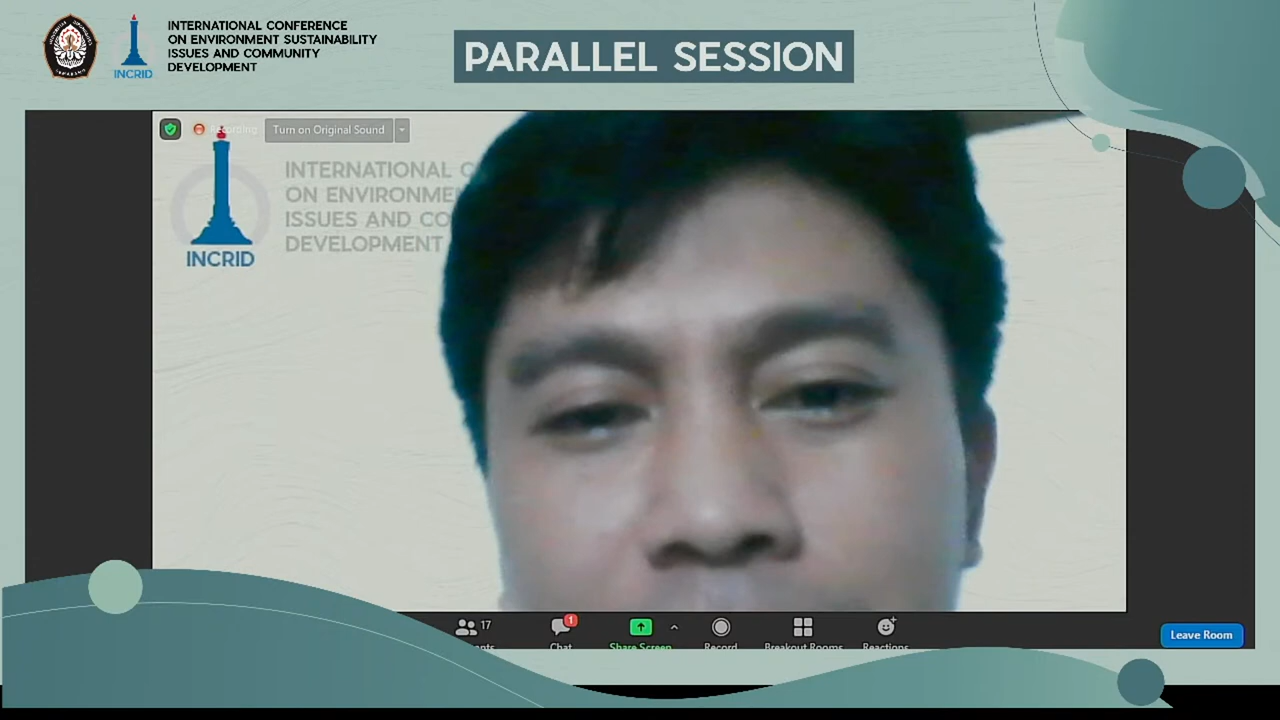 INTERNATIONAL CONFERENCE
ON ENVIRONMENT SUSTAINABILITY
ISSUES AND COMMUNITY
DEVELOPMENT
INCRID
PARALLEL SESSION
Recording
Turn on Original Sound
INTERNATIONAL C
ON ENVIRONME
ISSUES AND CO
DEVELOPMENT
INCRID
17
1
Chat
Share Screen
Record
Breakout Rooms
Reactions
Leave Room